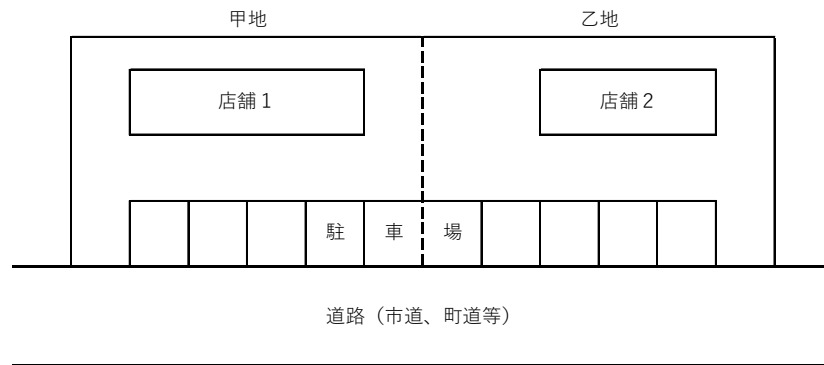 甲地
乙地
店舗1
店舗2
駐車場
道路（市道、町道等）